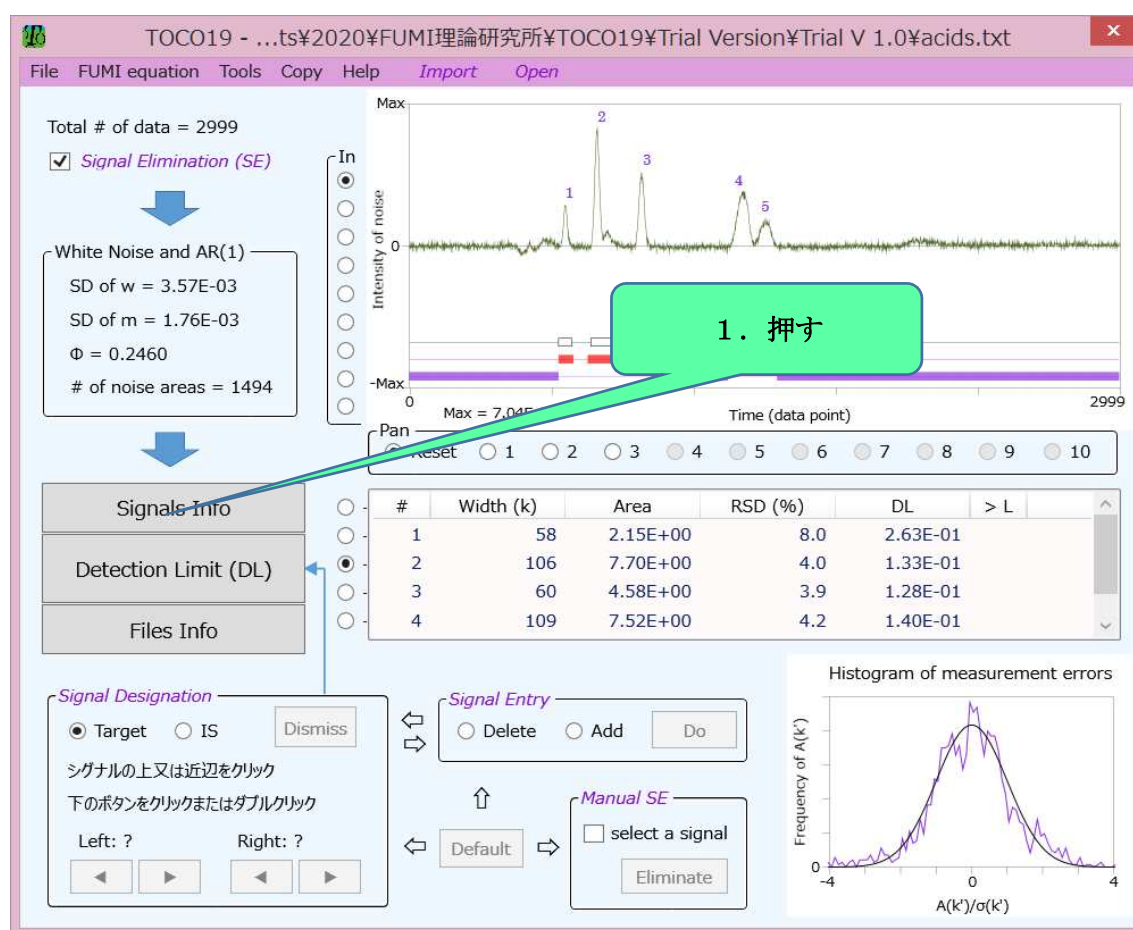 TOCO19 - ...ts¥2020¥FUMI理論研究所¥TOCO19¥Trial Version¥Trial V 1.0¥acids.txt
x
File FUMI equation Tools Copy Help Import Open
Total # of data = 2999
Signal Elimination (SE)
White Noise and AR(1)
SD of w = 3.57E-03
SD of m = 1.76E-03
Φ = 0.2460
# of noise areas = 1494
In
Max
Intensity of noise
0
-Max
1
2
3
4
5
0
Max = 7.04E
Time (data point)
2999
1. 押す
Pan
Reset 1 2 3 4 5 6 7 8 9 10
Signals Info
Detection Limit (DL)
Files Info
# Width (k) Area RSD (%) DL > L
1 58 2.15E+00 8.0 2.63E-01
2 106 7.70E+00 4.0 1.33E-01
3 60 4.58E+00 3.9 1.28E-01
4 109 7.52E+00 4.2 1.40E-01
Signal Designation
Target IS Dismiss
シグナルの上又は近辺をクリック
下のボタンをクリックまたはダブルクリック
Left: ? Right: ?
Signal Entry
Delete Add Do
Default
Manual SE
select a signal
Eliminate
Histogram of measurement errors
Frequency of A(k')
0
-4 0 4
A(k')/σ(k')